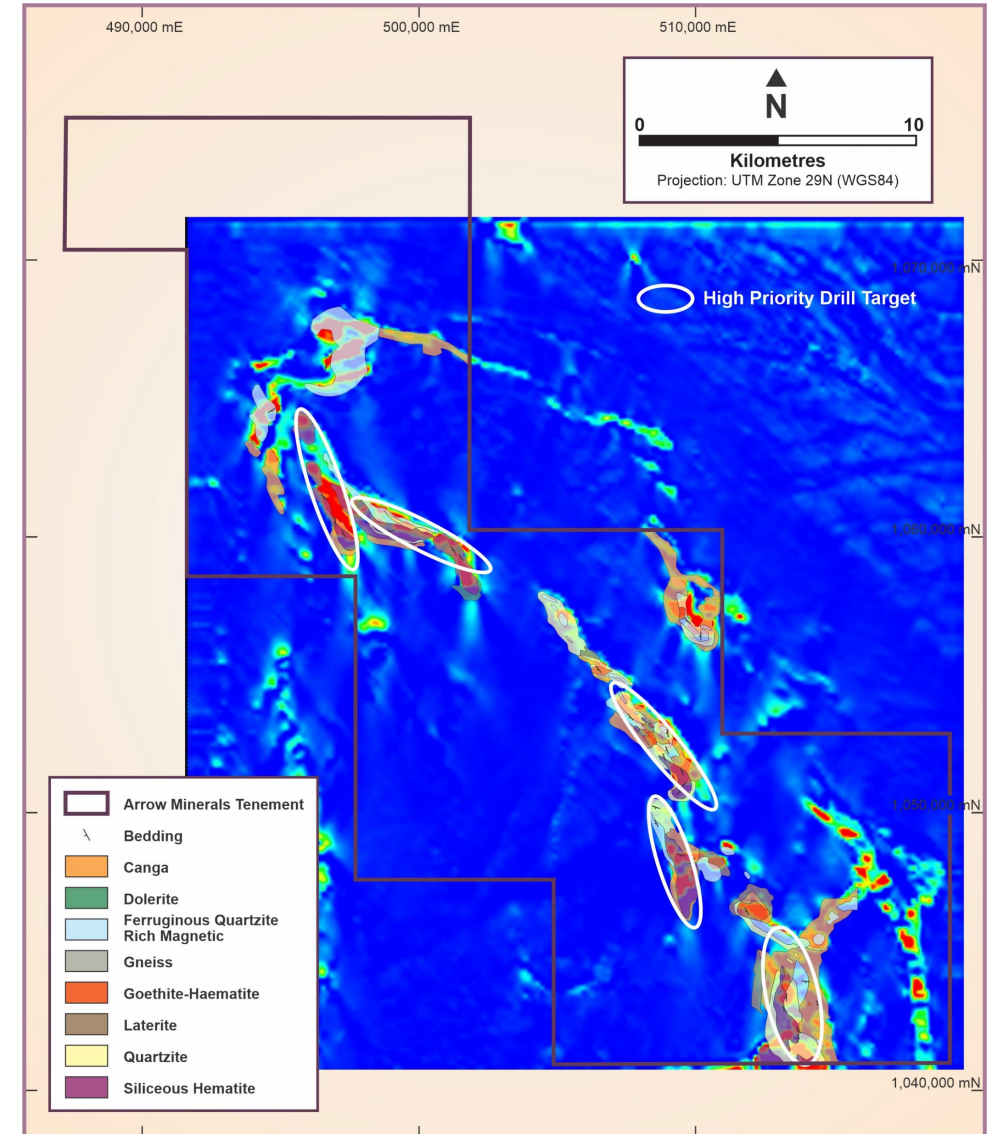 490,000 mE
500,000 mE
510,000 mE
N
0
10
Kilometres
Projection: UTM Zone 29N (WGS84)
1,070,000 mN
High Priority Drill Target
1,060,000 mN
1,050,000 mN
Arrow Minerals Tenement
Bedding
Canga
Dolerite
Ferruginous Quartzite
Rich Magnetic
Gneiss
Goethite-Haematite
Laterite
Quartzite
Siliceous Hematite
1,040,000 mN